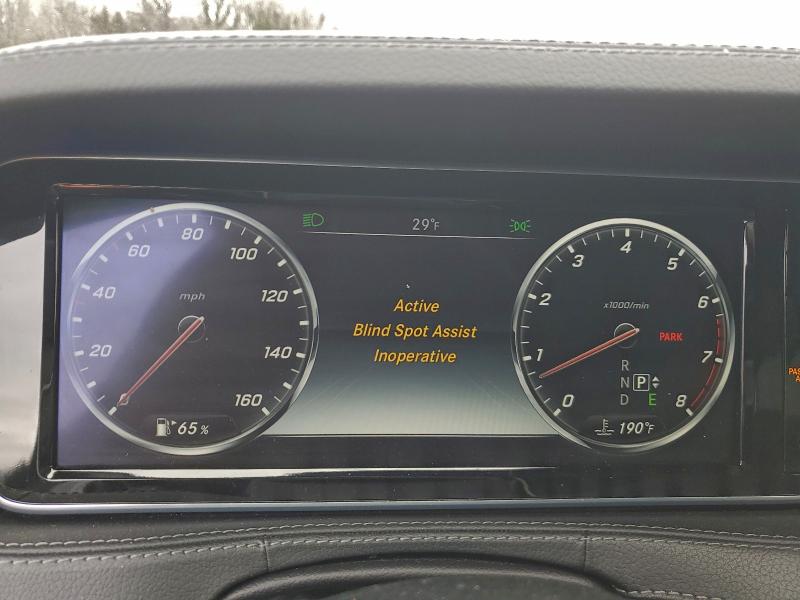 29°F
80
60
100
40
mph
120
20
140
160
65 %
Active
Blind Spot Assist
Inoperative
4
3
5
2
x1000/min
6
1
PARK
7
R
N P
D E
0
8
190°F
PAS